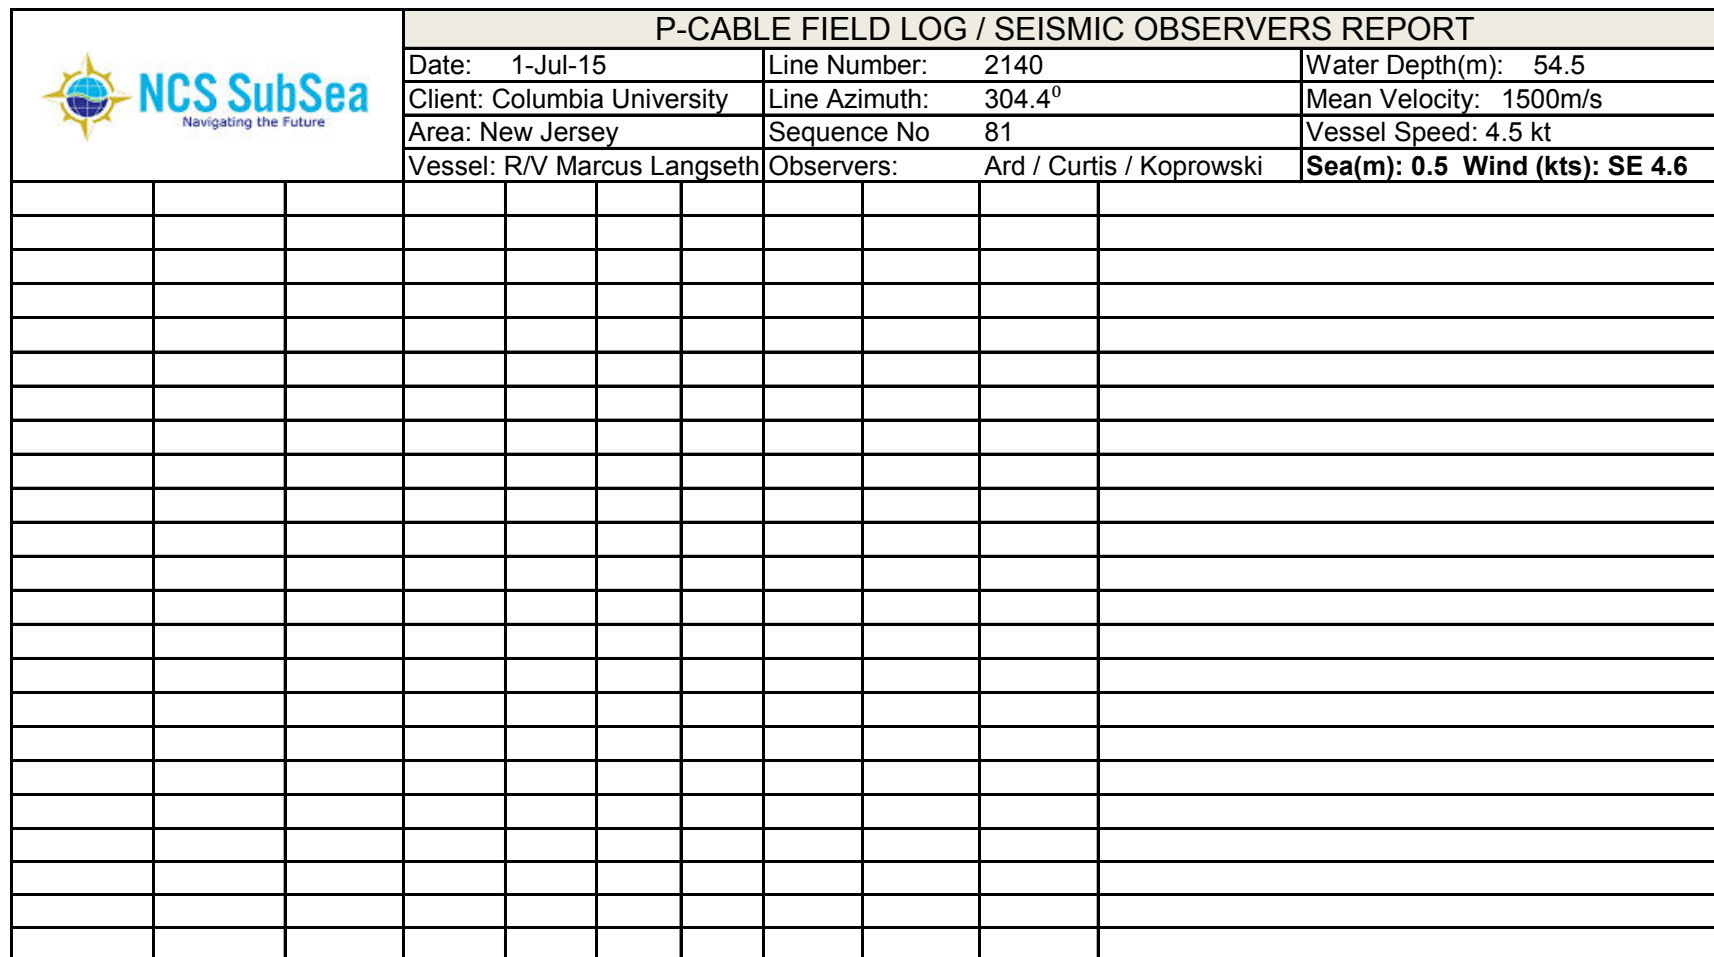 P-CABLE FIELD LOG / SEISMIC OBSERVERS REPORT
NCS SubSea
Navigating the Future
Date: 1-Jul-15 Line Number: 2140 Water Depth(m): 54.5
Client: Columbia University Line Azimuth: 304.4⁰ Mean Velocity: 1500m/s
Area: New Jersey Sequence No 81 Vessel Speed: 4.5 kt
Vessel: R/V Marcus Langseth Observers: Ard / Curtis / Koprowski Sea(m): 0.5 Wind (kts): SE 4.6